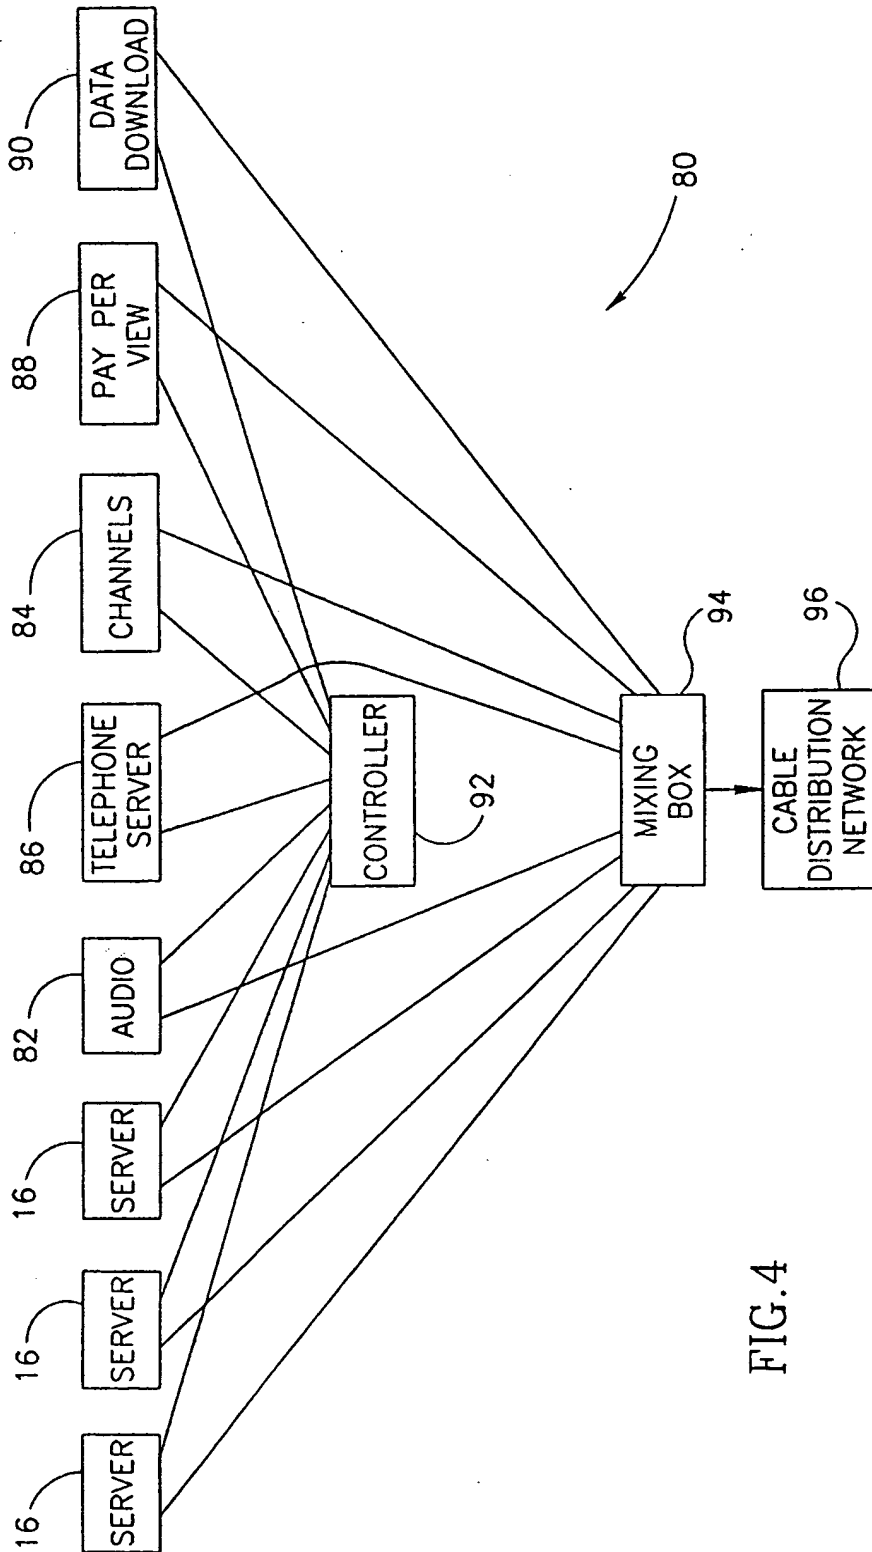 16
SERVER
16
SERVER
16
SERVER
82
AUDIO
86
TELEPHONE
SERVER
84
CHANNELS
88
PAY PER
VIEW
90
DATA
DOWNLOAD
CONTROLLER
92
80
MIXING
BOX
94
CABLE
DISTRIBUTION
NETWORK
96
FIG.4